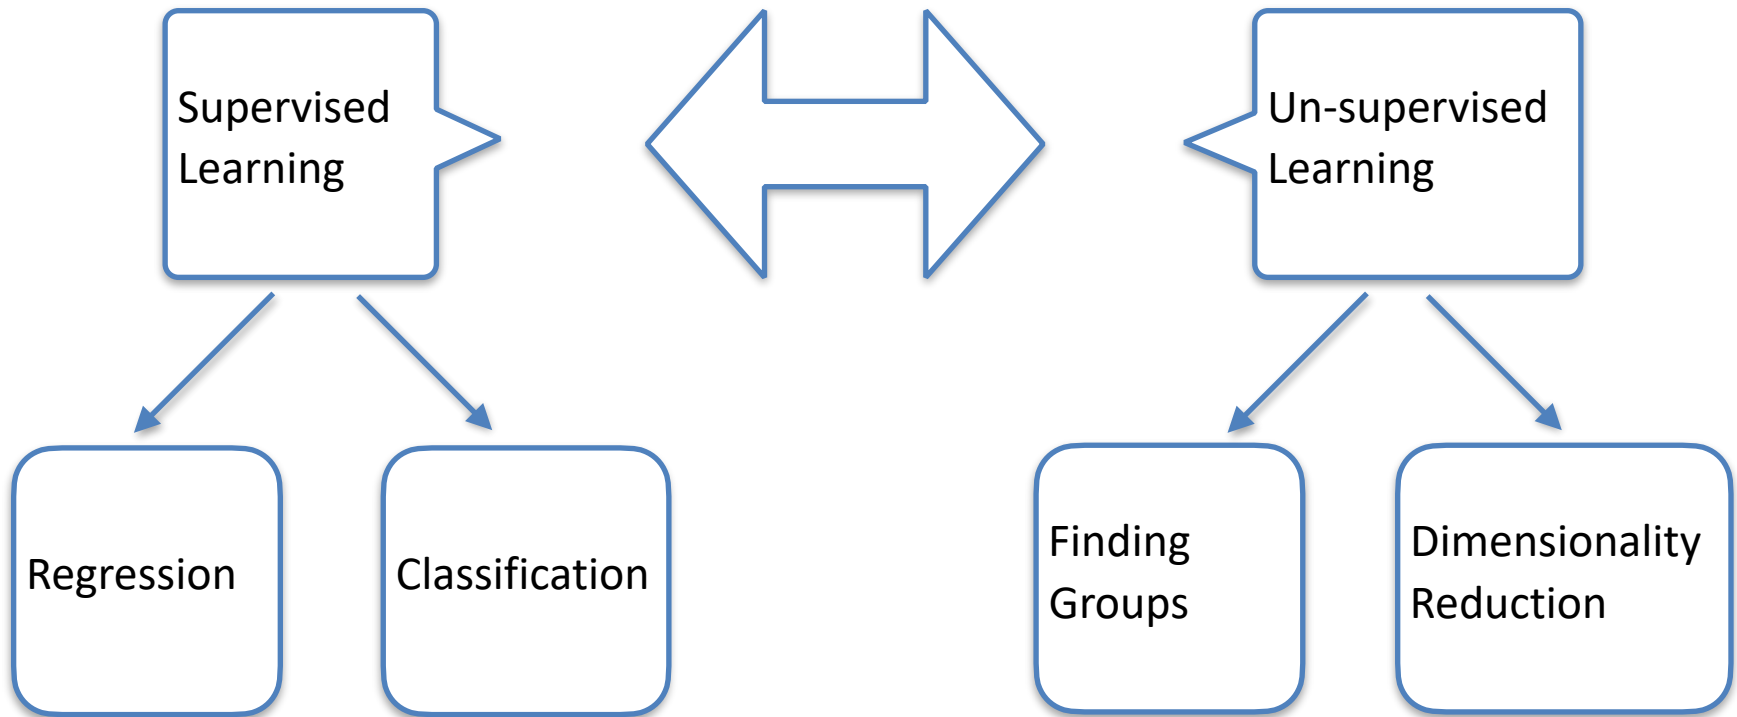 Supervised
Learning
Un-supervised
Learning
Regression
Classification
Finding
Groups
Dimensionality
Reduction